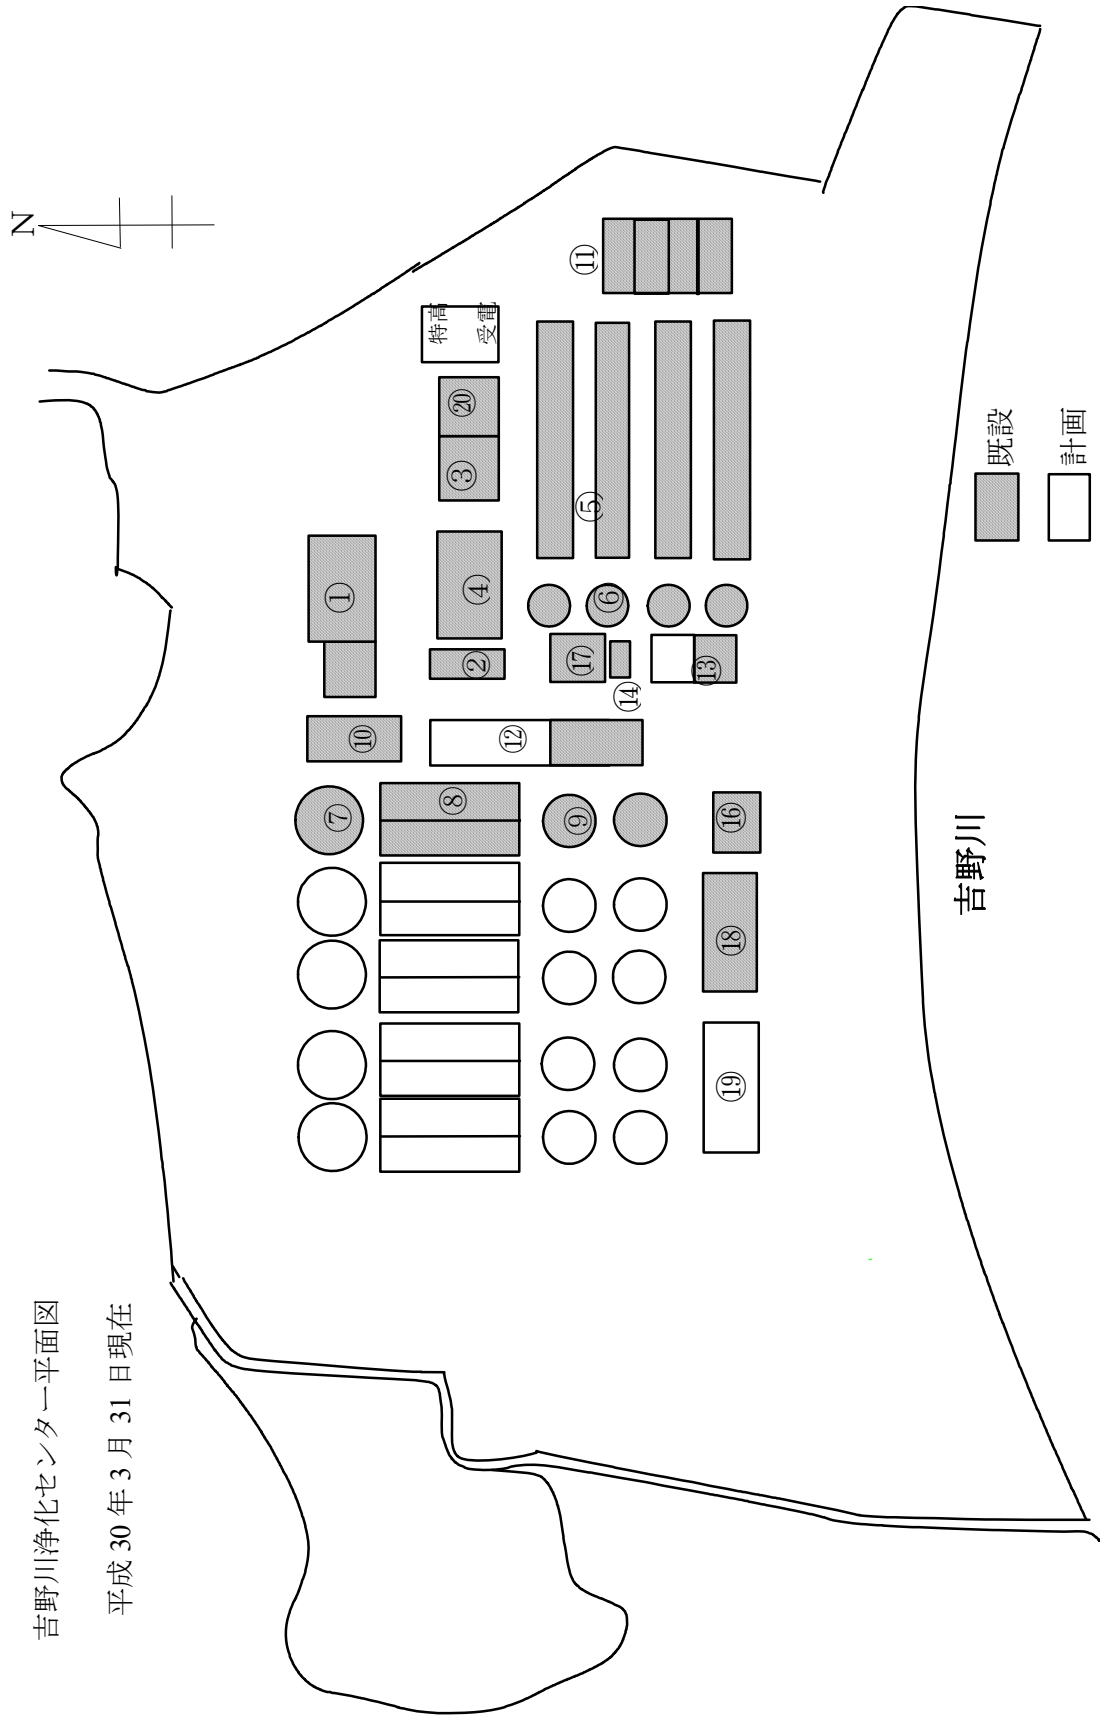 吉野川浄化センター平面図
平成 30 年 3 月 31 日現在
N
①
⑦
⑩
特高
受電
⑳
③
④
②
⑧
⑫
⑪
⑤
⑥
⑰
⑭
⑬
⑨
⑯
⑱
⑲
吉野川
既設
計画